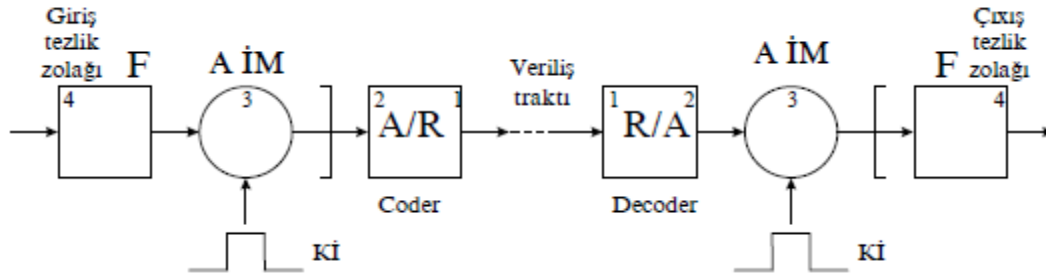 Giriş
tezlik
zolağı
F
4
A İM
3
2
1
A/R
Coder
Kİ
Veriliş
traktı
1
2
R/A
Decoder
A İM
3
Kİ
Çıxış
tezlik
zolağı
F
4